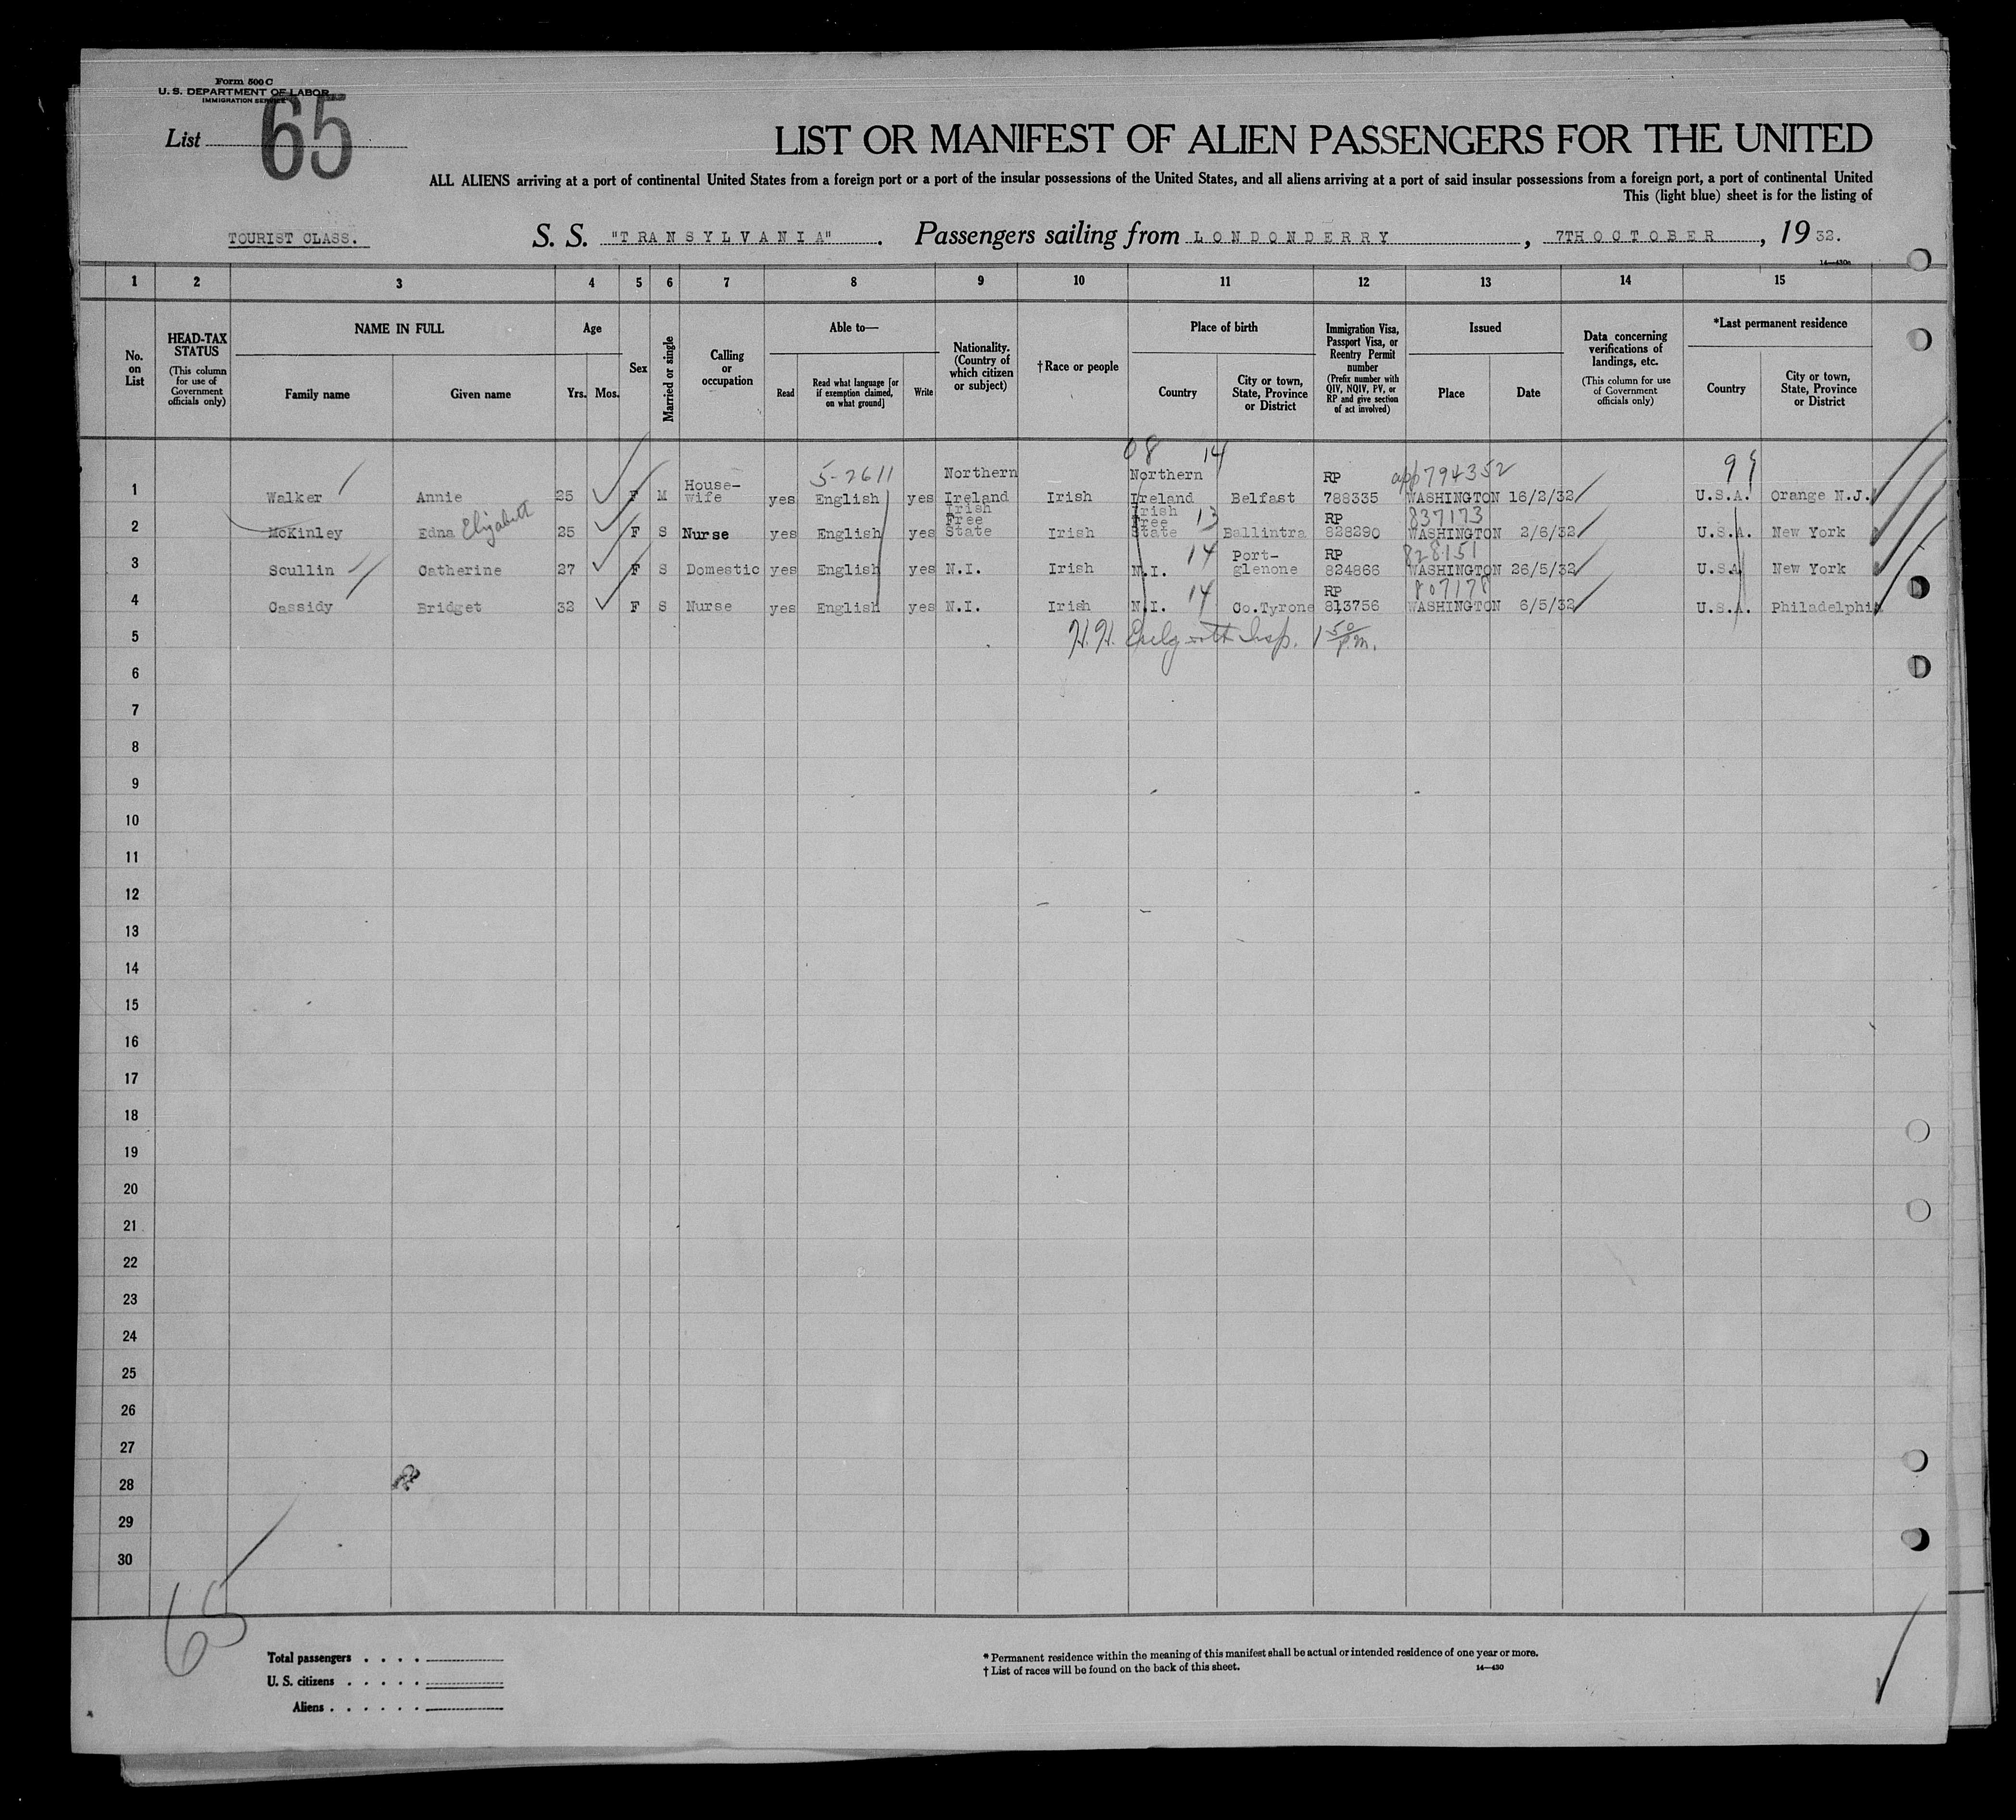 Form 500 C
U. S. DEPARTMENT OF LABOR
IMMIGRATION SERVICE
List 65
LIST OR MANIFEST OF ALIEN PASSENGERS FOR THE UNITED
ALL ALIENS arriving at a port of continental United States from a foreign port or a port of the insular possessions of the United States, and all aliens arriving at a port of said insular possessions from a foreign port, a port of continental United
This (light blue) sheet is for the listing of
TOURIST CLASS. S. S. "TRANSYLVANIA" . Passengers sailing from LONDONDERRY , 7TH OCTOBER , 19 32.
14—430a
1 2 3 4 5 6 7 8 9 10 11 12 13 14 15
No. on List
HEAD-TAX STATUS (This column for use of Government officials only)
NAME IN FULL Family name Given name
Age Yrs. Mos.
Sex
Married or single
Calling or occupation
Able to— Read Read what language [or if exemption claimed, on what ground] Write
Nationality. (Country of which citizen or subject)
†Race or people
Place of birth Country City or town, State, Province or District
Immigration Visa, Passport Visa, or Reentry Permit number (Prefix number with QIV, NQIV, PV, or RP and give section of act involved)
Issued Place Date
Data concerning verifications of landings, etc. (This column for use of Government officials only)
*Last permanent residence Country City or town, State, Province or District
08 14
5-2611 app 794352 99
1 Walker Annie 25 F M House-wife yes English yes Northern Ireland Irish Northern Ireland Belfast RP 788335 WASHINGTON 16/2/32 U.S.A. Orange N.J.
13 837173
2 McKinley Edna Elizabeth 25 F S Nurse yes English yes Irish Free State Irish Irish Free State Ballintra RP 828290 WASHINGTON 2/6/32 U.S.A. New York
14 828151
3 Scullin Catherine 27 F S Domestic yes English yes N.I. Irish N.I. Port-glenone RP 824866 WASHINGTON 26/5/32 U.S.A. New York
14 807178
4 Cassidy Bridget 32 F S Nurse yes English yes N.I. Irish N.I. Co.Tyrone RP 813756 WASHINGTON 6/5/32 U.S.A. Philadelphia
5 H.H. Insp. 1 50 p.m.
6
7
8
9
10
11
12
13
14
15
16
17
18
19
20
21
22
23
24
25
26
27
28
29
30
65
Total passengers . . . .
U. S. citizens . . . . .
Aliens . . . . . .
* Permanent residence within the meaning of this manifest shall be actual or intended residence of one year or more.
† List of races will be found on the back of this sheet. 14—430